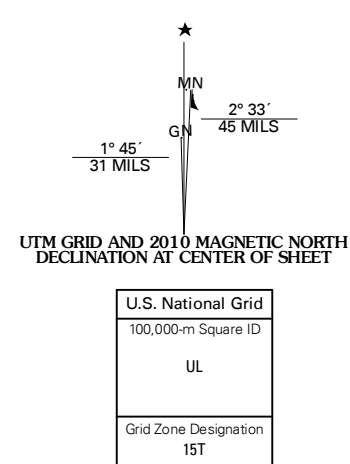 MN
2° 33´
45 MILS
GN
1° 45´
31 MILS
UTM GRID AND 2010 MAGNETIC NORTH
DECLINATION AT CENTER OF SHEET
U.S. National Grid
100,000-m Square ID
UL
Grid Zone Designation
15T